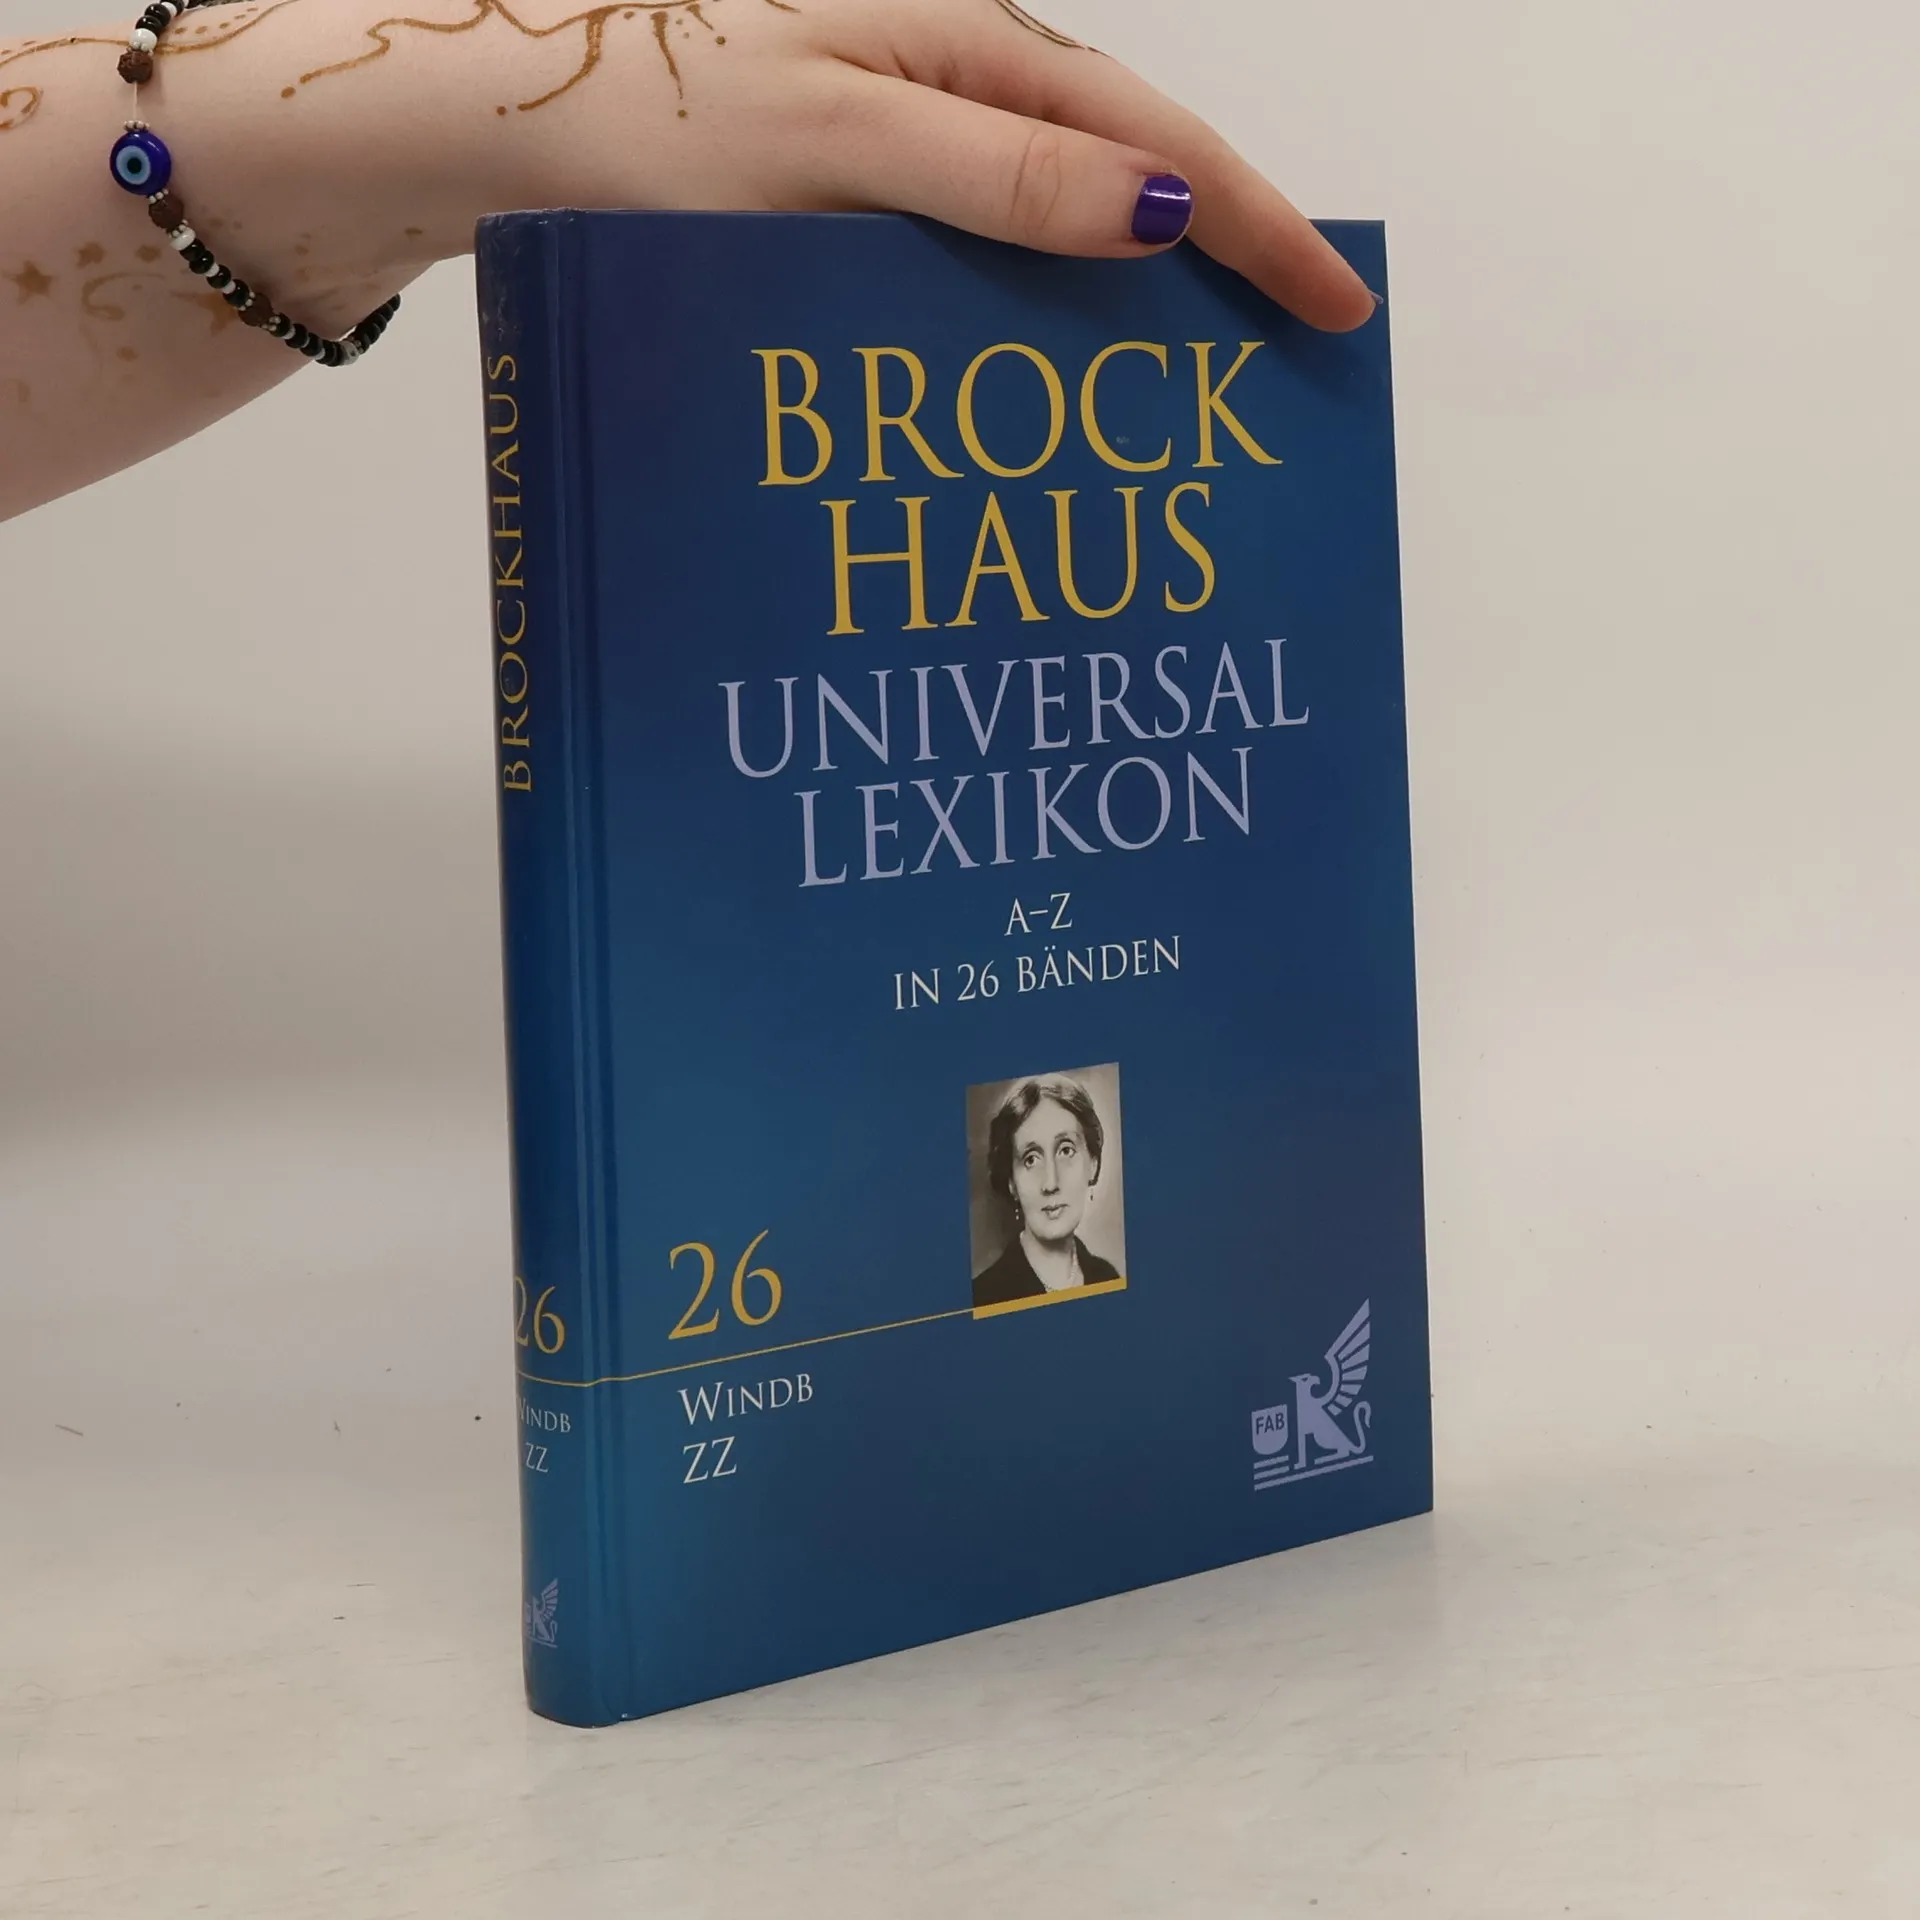 BROCKHAUS
26
WINDB
ZZ
BROCK
HAUS
UNIVERSAL
LEXIKON
A–Z
IN 26 BÄNDEN
26
WINDB
ZZ
FAB